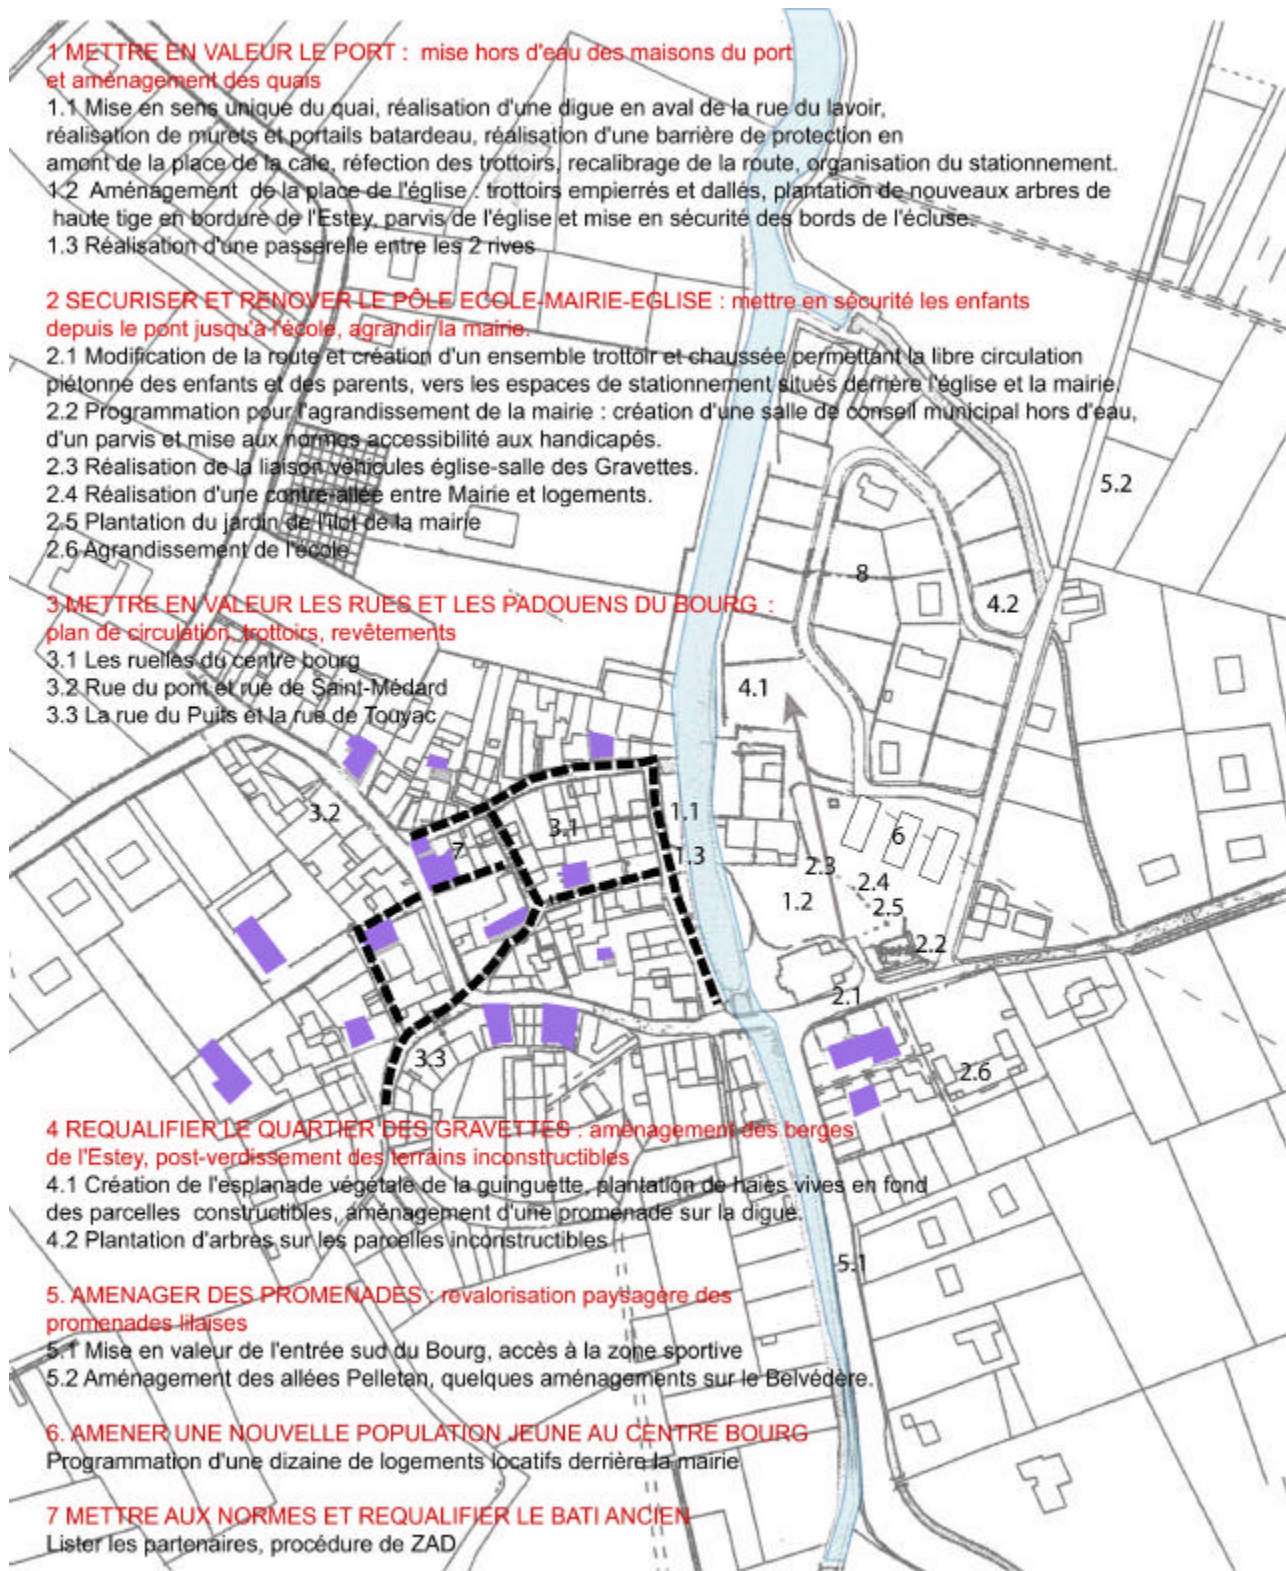 1 METTRE EN VALEUR LE PORT : mise hors d'eau des maisons du port
et aménagement des quais
1.1 Mise en sens unique du quai, réalisation d'une digue en aval de la rue du lavoir,
réalisation de murets et portails batardeau, réalisation d'une barrière de protection en
amont de la place de la cale, réfection des trottoirs, recalibrage de la route, organisation du stationnement.
1.2 Aménagement de la place de l'église : trottoirs empierrés et dallés, plantation de nouveaux arbres de
haute tige en bordure de l'Estey, parvis de l'église et mise en sécurité des bords de l'écluse.
1.3 Réalisation d'une passerelle entre les 2 rives
2 SECURISER ET RENOVER LE PÔLE ECOLE-MAIRIE-EGLISE : mettre en sécurité les enfants
depuis le pont jusqu'à l'école, agrandir la mairie.
2.1 Modification de la route et création d'un ensemble trottoir et chaussée permettant la libre circulation
piétonne des enfants et des parents, vers les espaces de stationnement situés derrière l'église et la mairie.
2.2 Programmation pour l'agrandissement de la mairie : création d'une salle de conseil municipal hors d'eau,
d'un parvis et mise aux normes accessibilité aux handicapés.
2.3 Réalisation de la liaison véhicules église-salle des Gravettes.
5.2
2.4 Réalisation d'une contre-allée entre Mairie et logements.
2.5 Plantation du jardin de l'îlot de la mairie
2.6 Agrandissement de l'école
8
4.2
3 METTRE EN VALEUR LES RUES ET LES PADOUENS DU BOURG :
plan de circulation, trottoirs, revêtements
3.1 Les ruelles du centre bourg
3.2 Rue du pont et rue de Saint-Médard
3.3 La rue du Puits et la rue de Touyac
4.1
3.2
3.1
1.1
7
1.3
6
2.3
2.4
1.2
2.5
2.2
2.1
3.3
2.6
4 REQUALIFIER LE QUARTIER DES GRAVETTES : aménagement des berges
de l'Estey, post-verdissement des terrains inconstructibles
4.1 Création de l'esplanade végétale de la guinguette, plantation de haies vives en fond
des parcelles constructibles, aménagement d'une promenade sur la digue.
4.2 Plantation d'arbres sur les parcelles inconstructibles
5.1
5. AMENAGER DES PROMENADES : revalorisation paysagère des
promenades lilaises
5.1 Mise en valeur de l'entrée sud du Bourg, accès à la zone sportive
5.2 Aménagement des allées Pelletan, quelques aménagements sur le Belvédère.
6. AMENER UNE NOUVELLE POPULATION JEUNE AU CENTRE BOURG
Programmation d'une dizaine de logements locatifs derrière la mairie
7 METTRE AUX NORMES ET REQUALIFIER LE BATI ANCIEN
Lister les partenaires, procédure de ZAD